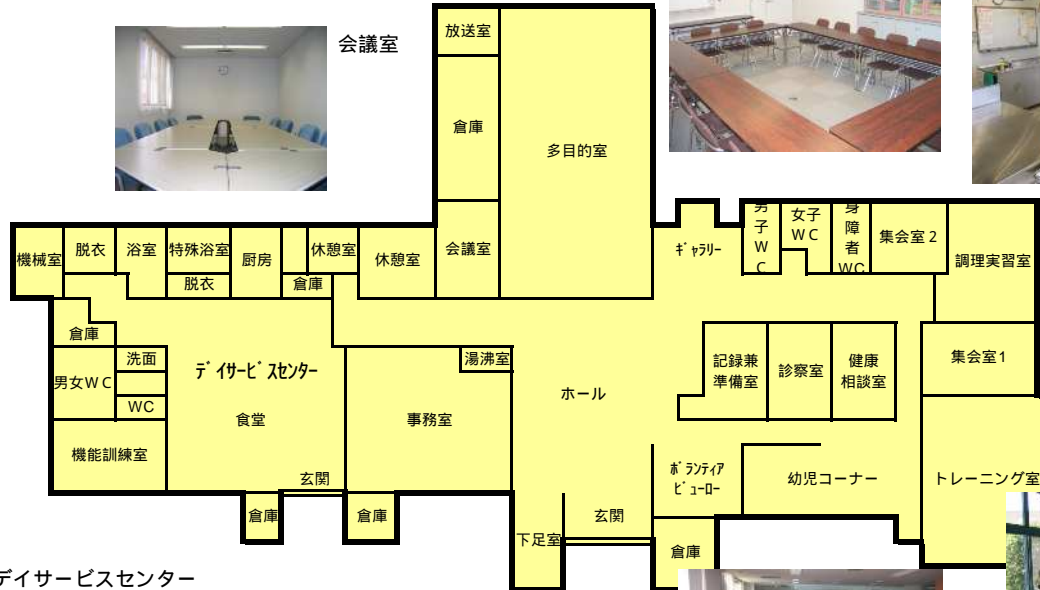 会議室
放送室
倉庫
多目的室
会議室
機械室
脱衣
浴室
特殊浴室
脱衣
厨房
休憩室
倉庫
休憩室
ギャラリー
男子WC
女子
WC
身障者WC
集会室2
調理実習室
倉庫
洗面
男女WC
WC
機能訓練室
デイサービスセンター
食堂
玄関
倉庫
倉庫
湯沸室
事務室
ホール
記録兼
準備室
診察室
健康
相談室
集会室1
ボランティア
ビューロー
幼児コーナー
トレーニング室
下足室
玄関
倉庫
デイサービスセンター